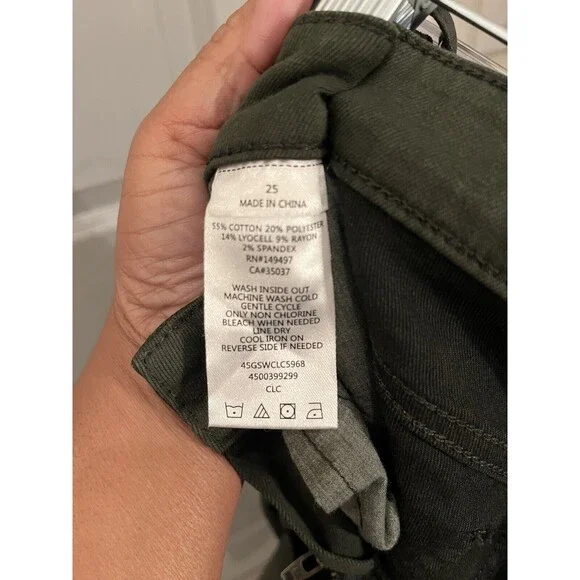 25
MADE IN CHINA
55% COTTON 20% POLYESTER
14% LYOCELL 9% RAYON
2% SPANDEX
RN#149497
CA#35037
WASH INSIDE OUT
MACHINE WASH COLD
GENTLE CYCLE
ONLY NON CHLORINE
BLEACH WHEN NEEDED
LINE DRY
COOL IRON ON
REVERSE SIDE IF NEEDED
45GSWCLC5968
4500399299
CLC